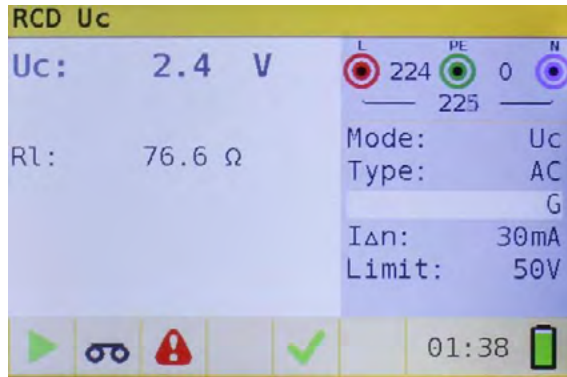 RCD Uc
Uc: 2.4 V
Rl: 76.6 Ω
L PE N
224 0
225
Mode: Uc
Type: AC
G
I△n: 30mA
Limit: 50V
01:38